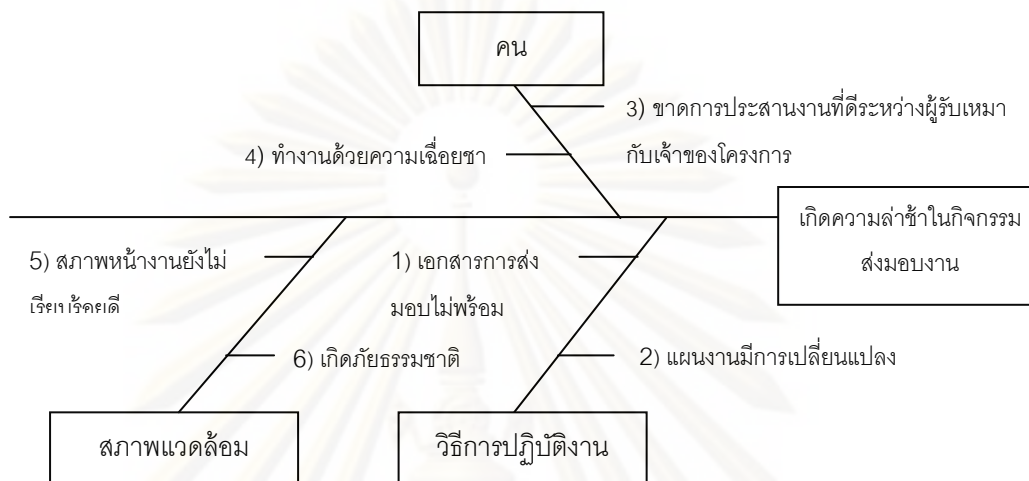 คน
3) ขาดการประสานงานที่ดีระหว่างผู้รับเหมา
กับเจ้าของโครงการ
4) ทำงานด้วยความเฉื่อยชา
เกิดความล่าช้าในกิจกรรม
ส่งมอบงาน
5) สภาพหน้างานยังไม่
เรียบร้อยดี
1) เอกสารการส่ง
มอบไม่พร้อม
6) เกิดภัยธรรมชาติ
2) แผนงานมีการเปลี่ยนแปลง
สภาพแวดล้อม
วิธีการปฏิบัติงาน